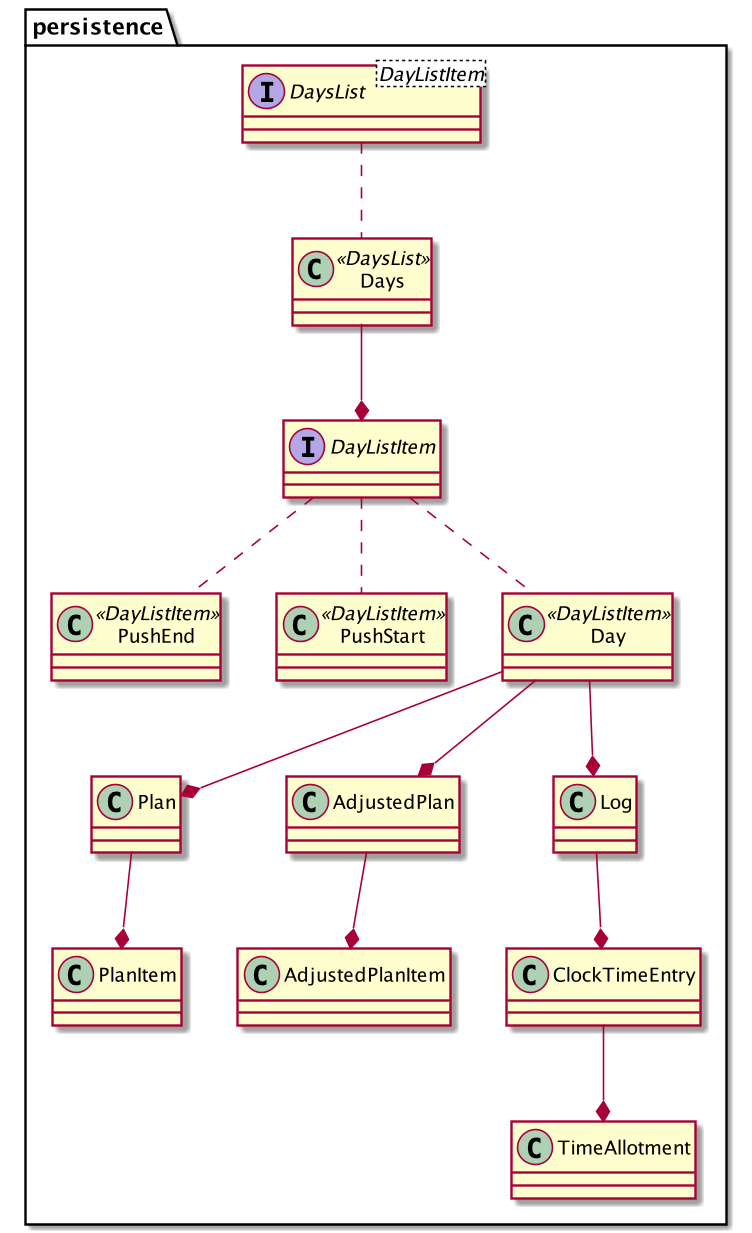 persistence
DayListItem
I DaysList
«DaysList»
C Days
I DayListItem
«DayListItem»
C PushEnd
«DayListItem»
C PushStart
«DayListItem»
C Day
C Plan
C AdjustedPlan
C Log
C PlanItem
C AdjustedPlanItem
C ClockTimeEntry
C TimeAllotment